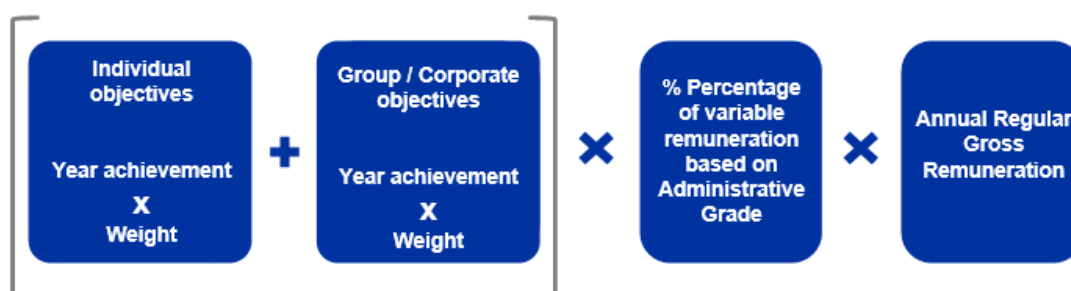 Individual
objectives
Year achievement
X
Weight
+
Group / Corporate
objectives
Year achievement
X
Weight
×
% Percentage
of variable
remuneration
based on
Administrative
Grade
×
Annual Regular
Gross
Remuneration